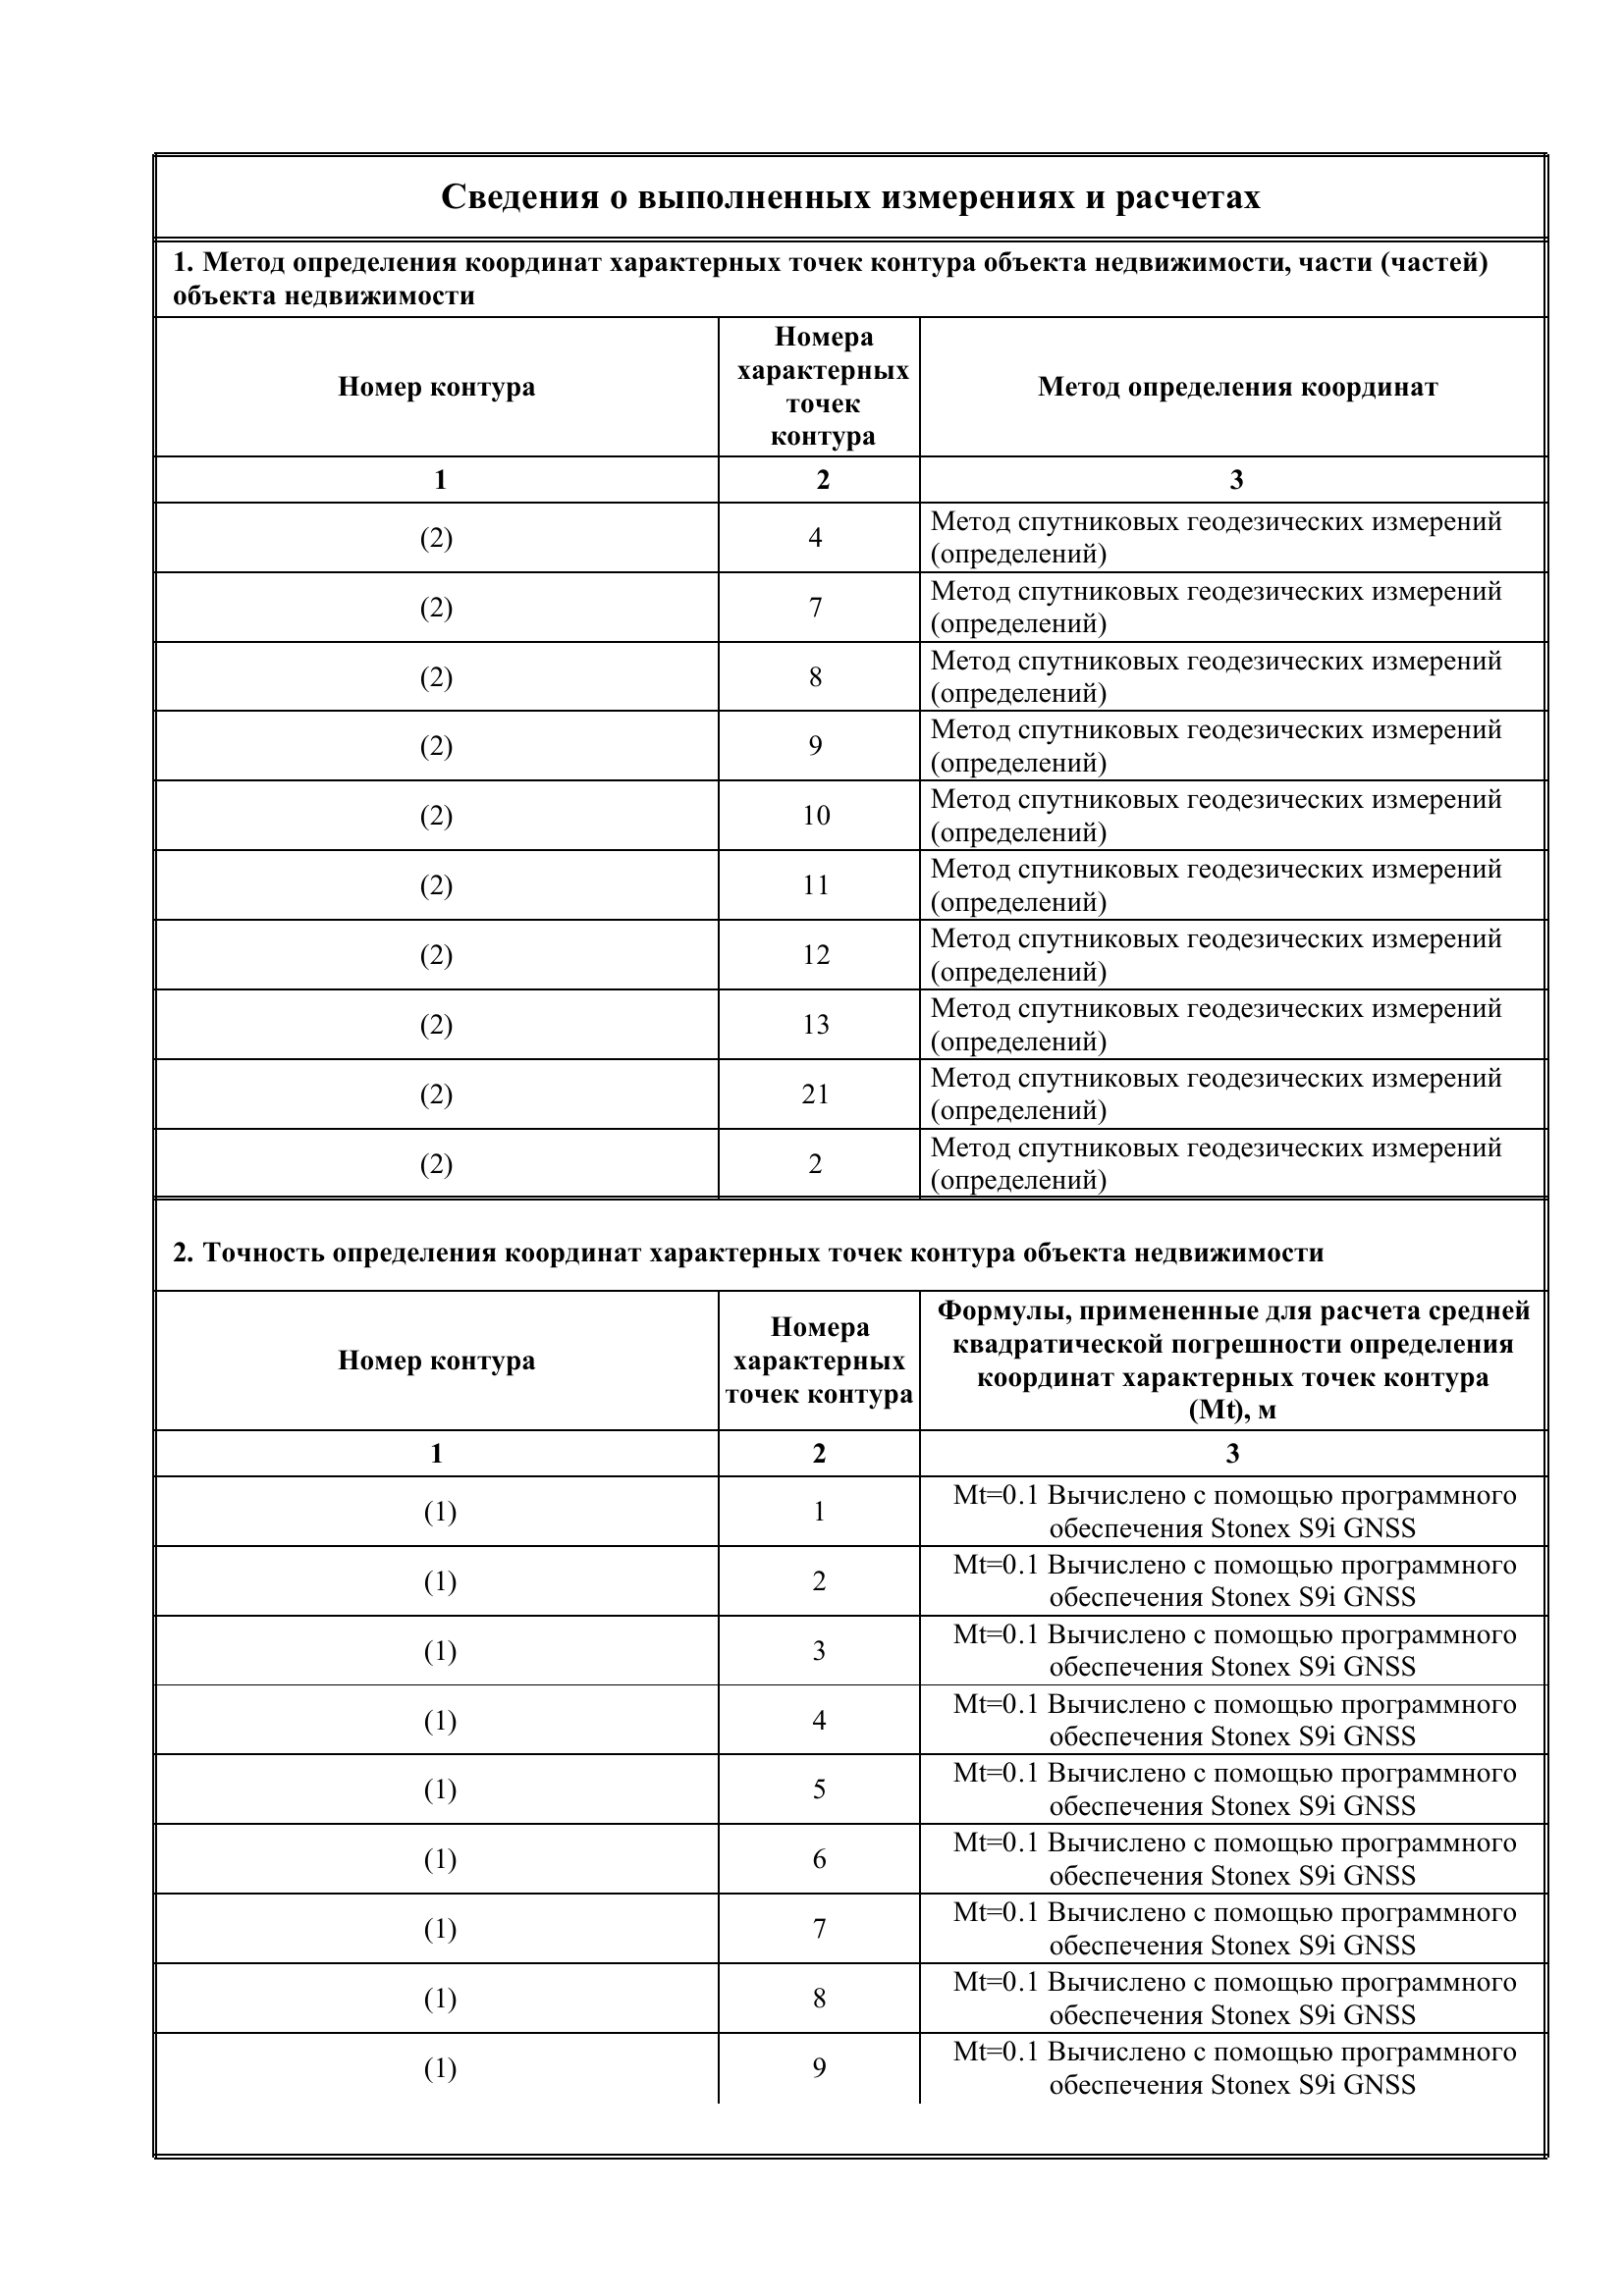 Сведения о выполненных измерениях и расчетах
1. Метод определения координат характерных точек контура объекта недвижимости, части (частей)
объекта недвижимости
Номер контура
Номера
характерных
точек
контура
Метод определения координат
1 2 3
(2) 4 Метод спутниковых геодезических измерений
(определений)
(2) 7 Метод спутниковых геодезических измерений
(определений)
(2) 8 Метод спутниковых геодезических измерений
(определений)
(2) 9 Метод спутниковых геодезических измерений
(определений)
(2) 10 Метод спутниковых геодезических измерений
(определений)
(2) 11 Метод спутниковых геодезических измерений
(определений)
(2) 12 Метод спутниковых геодезических измерений
(определений)
(2) 13 Метод спутниковых геодезических измерений
(определений)
(2) 21 Метод спутниковых геодезических измерений
(определений)
(2) 2 Метод спутниковых геодезических измерений
(определений)
2. Точность определения координат характерных точек контура объекта недвижимости
Номер контура
Номера
характерных
точек контура
Формулы, примененные для расчета средней
квадратической погрешности определения
координат характерных точек контура
(Mt), м
1 2 3
(1) 1 Mt=0.1 Вычислено с помощью программного
обеспечения Stonex S9i GNSS
(1) 2 Mt=0.1 Вычислено с помощью программного
обеспечения Stonex S9i GNSS
(1) 3 Mt=0.1 Вычислено с помощью программного
обеспечения Stonex S9i GNSS
(1) 4 Mt=0.1 Вычислено с помощью программного
обеспечения Stonex S9i GNSS
(1) 5 Mt=0.1 Вычислено с помощью программного
обеспечения Stonex S9i GNSS
(1) 6 Mt=0.1 Вычислено с помощью программного
обеспечения Stonex S9i GNSS
(1) 7 Mt=0.1 Вычислено с помощью программного
обеспечения Stonex S9i GNSS
(1) 8 Mt=0.1 Вычислено с помощью программного
обеспечения Stonex S9i GNSS
(1) 9 Mt=0.1 Вычислено с помощью программного
обеспечения Stonex S9i GNSS